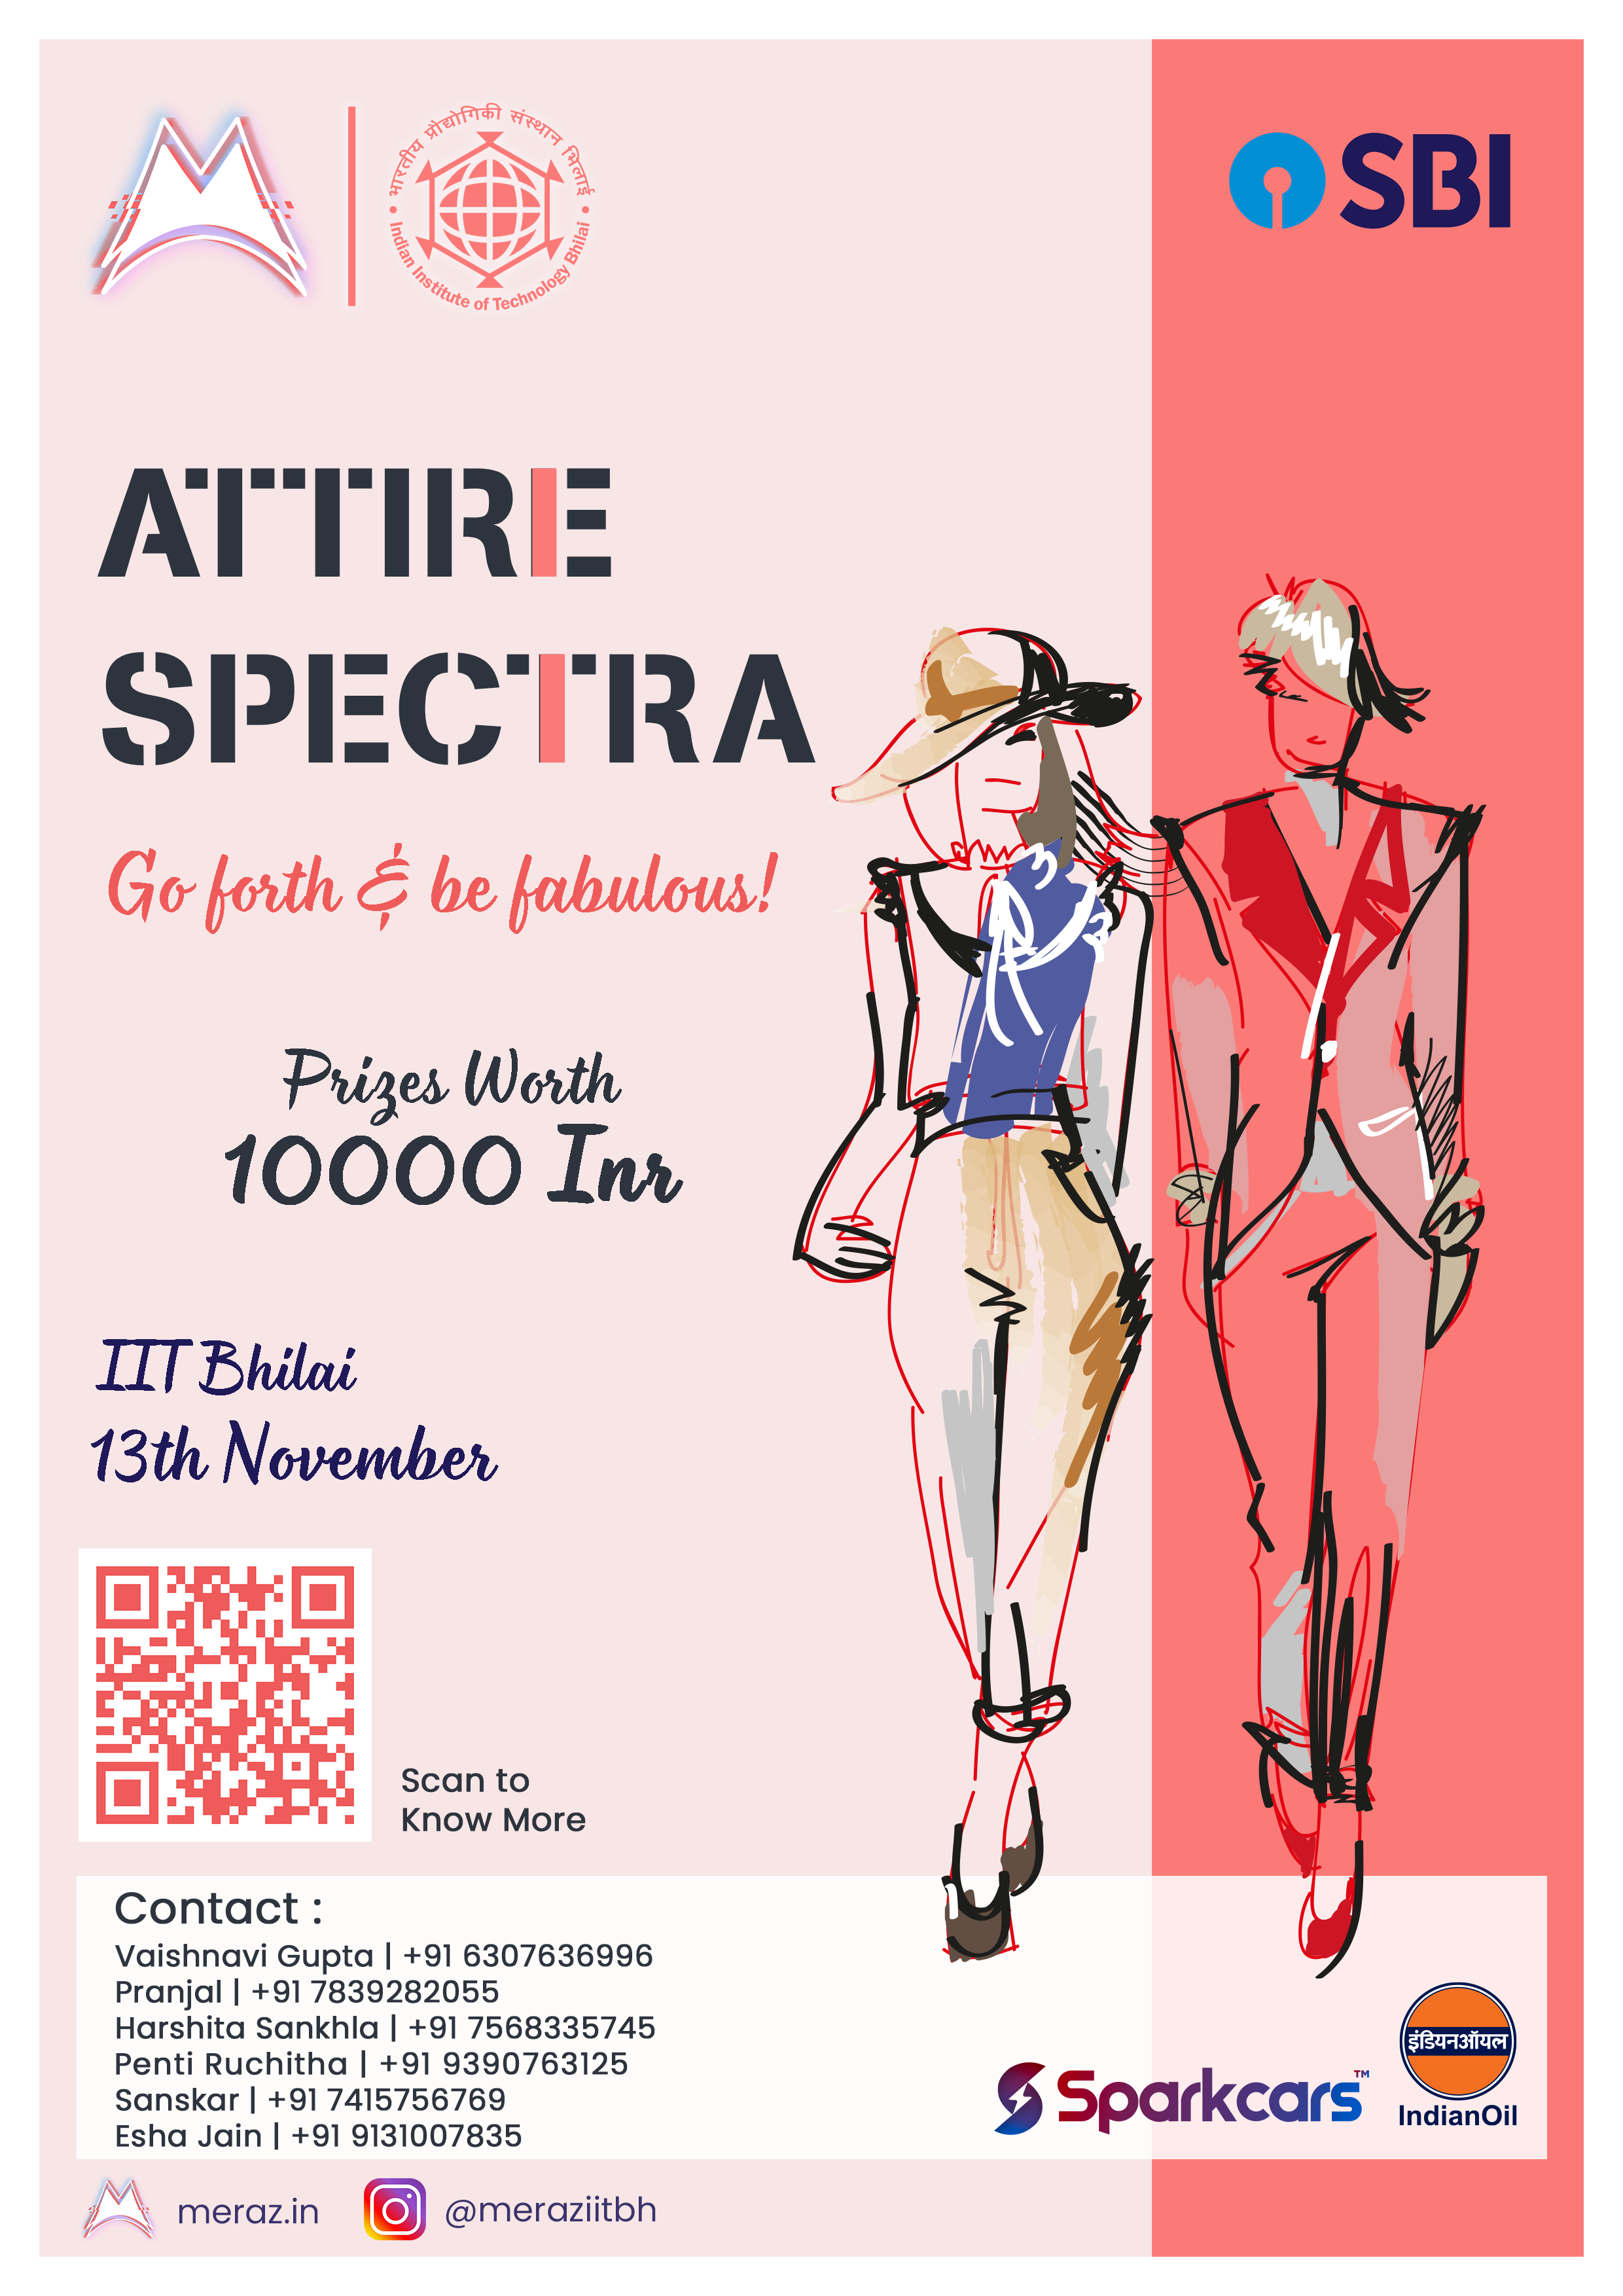 भारतीय प्रौद्योगिकी संस्थान भिलाई
Indian Institute of Technology Bhilai
SBI
ATTIRE
SPECTRA
Go forth & be fabulous!
Prizes Worth
10000 Inr
IIT Bhilai
13th November
Scan to
Know More
Contact :
Vaishnavi Gupta | +91 6307636996
Pranjal | +91 7839282055
Harshita Sankhla | +91 7568335745
Penti Ruchitha | +91 9390763125
Sanskar | +91 7415756769
Esha Jain | +91 9131007835
Sparkcars™
इंडियनऑयल
IndianOil
meraz.in
@meraziitbh